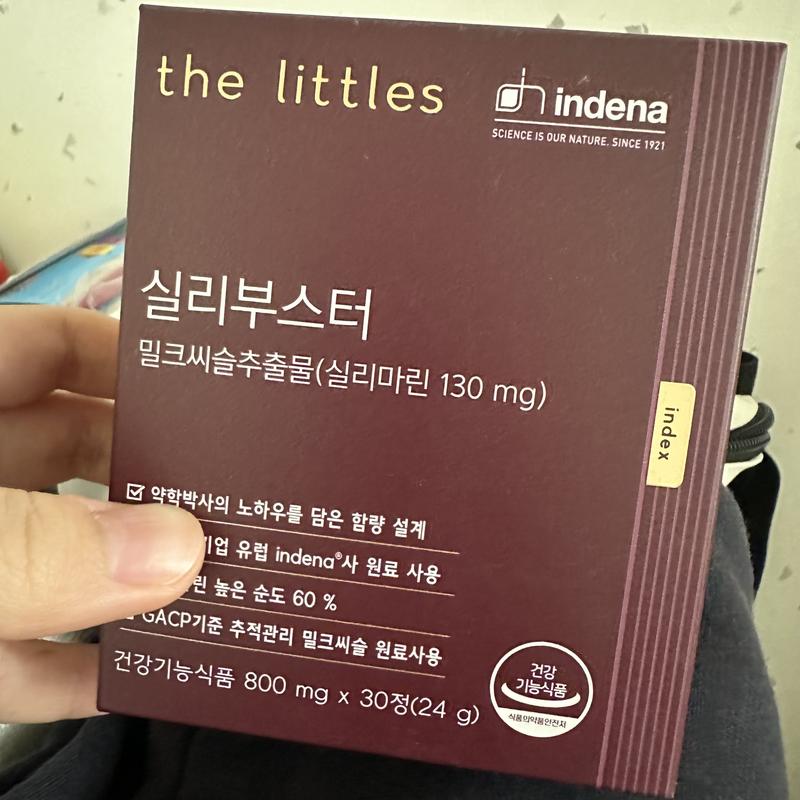 the littles
indena
SCIENCE IS OUR NATURE. SINCE 1921
실리부스터
밀크씨슬추출물(실리마린 130 mg)
index
약학박사의 노하우를 담은 함량 설계
유럽 indena®사 원료 사용
높은 순도 60 %
GACP기준 추적관리 밀크씨슬 원료사용
건강기능식품 800 mg x 30정(24 g)
건강
기능식품
식품의약품안전처